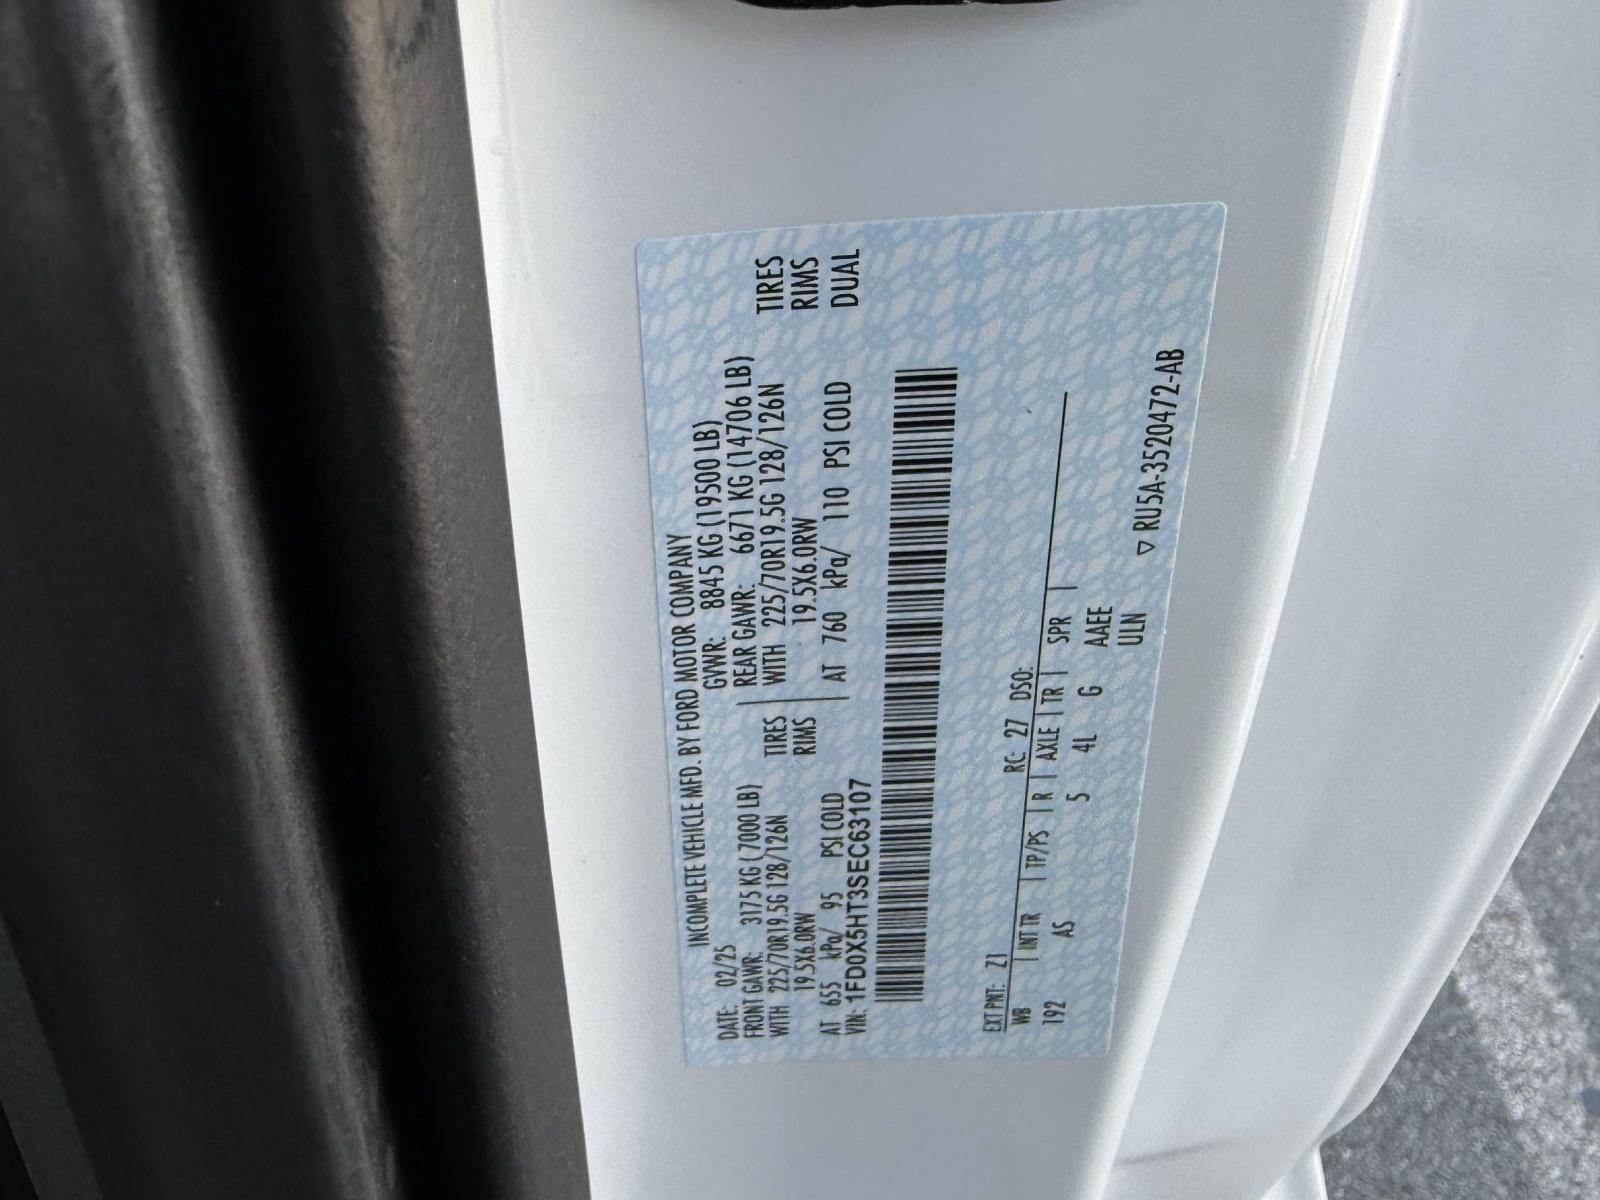 INCOMPLETE VEHICLE MFD. BY FORD MOTOR COMPANY
DATE: 02/25 GVWR: 8845 KG (19500 LB)
FRONT GAWR: 3175 KG (7000 LB) REAR GAWR: 6671 KG (14706 LB)
WITH 225/70R19.5G 128/126N TIRES WITH 225/70R19.5G 128/126N TIRES
19.5X6.0RW RIMS 19.5X6.0RW RIMS
AT 655 kPa/ 95 PSI COLD AT 760 kPa/ 110 PSI COLD DUAL
VIN: 1FD0X5HT3SEC63107
EXT PNT: Z1 RC: 27 DSO:
WB INT TR TP/PS R AXLE TR SPR
192 AS 5 4L G AAEE
ULN
▽ RU5A-3520472-AB